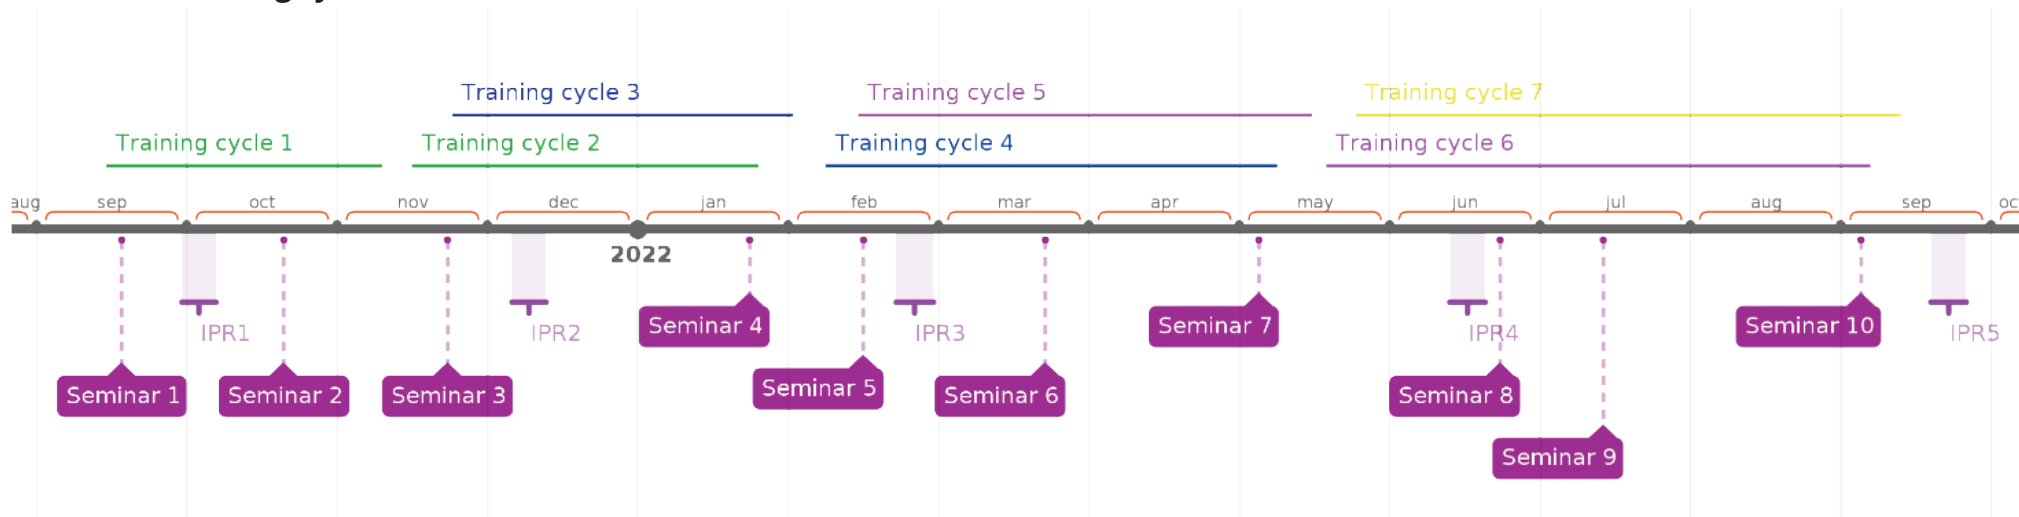 Training cycle 3
Training cycle 5
Training cycle 7
Training cycle 1
Training cycle 2
Training cycle 4
Training cycle 6
aug sep oct nov dec jan feb mar apr may jun jul aug sep
2022
Seminar 4
Seminar 7
Seminar 10
IPR1
IPR2
IPR3
IPR4
IPR5
Seminar 1
Seminar 2
Seminar 3
Seminar 5
Seminar 6
Seminar 8
Seminar 9